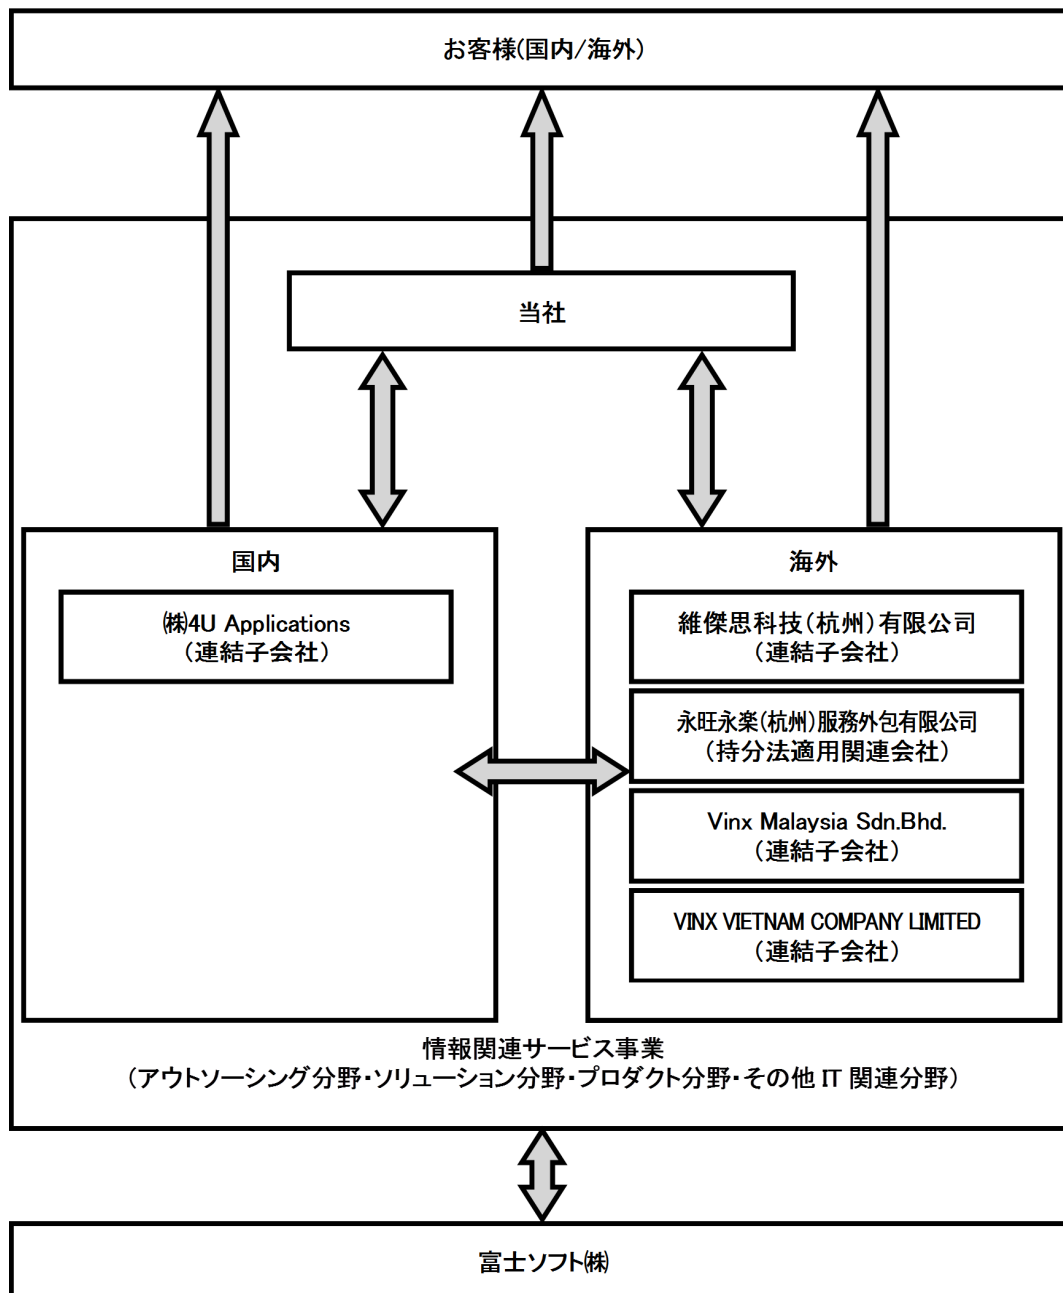 お客様(国内/海外)
当社
国内
㈱4U Applications
(連結子会社)
海外
維傑思科技(杭州)有限公司
(連結子会社)
永旺永楽(杭州)服務外包有限公司
(持分法適用関連会社)
Vinx Malaysia Sdn.Bhd.
(連結子会社)
VINX VIETNAM COMPANY LIMITED
(連結子会社)
情報関連サービス事業
(アウトソーシング分野・ソリューション分野・プロダクト分野・その他 IT 関連分野)
富士ソフト㈱